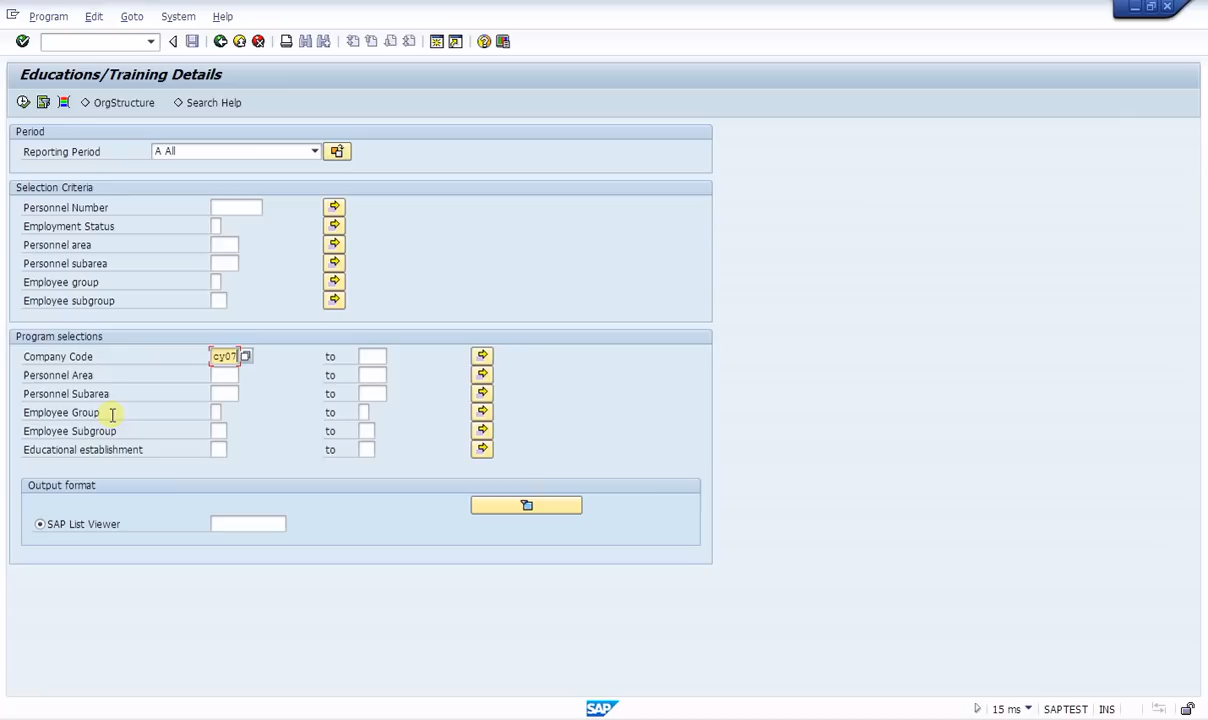 Program Edit Goto System Help
Educations/Training Details
OrgStructure Search Help
Period
Reporting Period A All
Selection Criteria
Personnel Number
Employment Status
Personnel area
Personnel subarea
Employee group
Employee subgroup
Program selections
Company Code cy07 to
Personnel Area to
Personnel Subarea to
Employee Group to
Employee Subgroup to
Educational establishment to
Output format
SAP List Viewer
SAP 15 ms SAPTEST INS